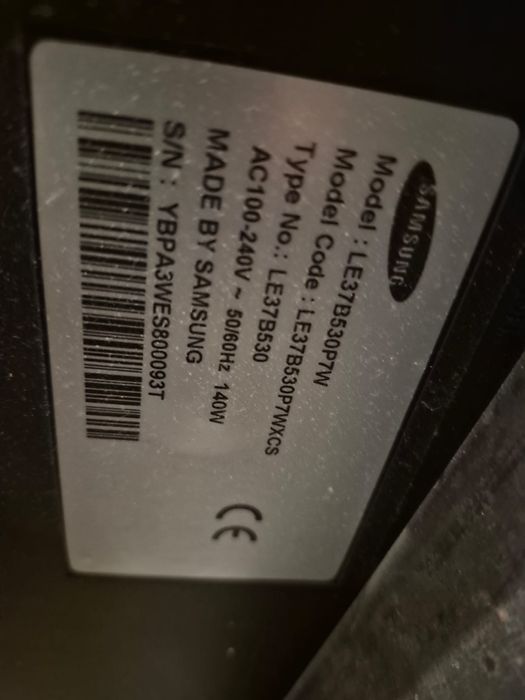 SAMSUNG
Model : LE37B530P7W
Model Code : LE37B530P7WXCS
Type No.: LE37B530
AC100-240V ~ 50/60Hz 140W
MADE BY SAMSUNG
S/N : YBPA3WES800093T
CE